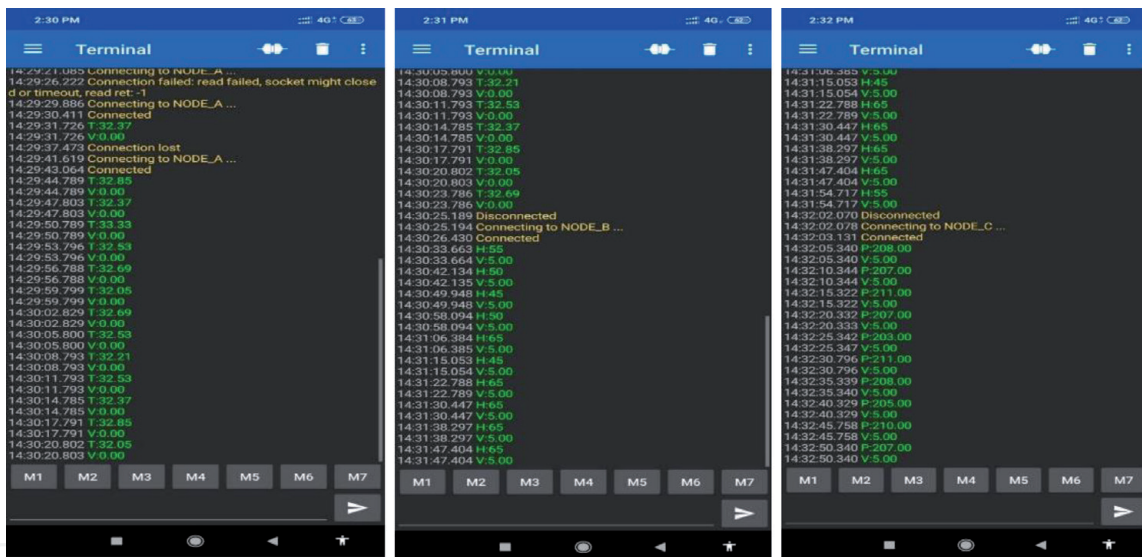 2:30 PM 4G 63
Terminal
14:29:21.085 Connecting to NODE_A ...
14:29:26.222 Connection failed: read failed, socket might close
d or timeout, read ret: -1
14:29:29.886 Connecting to NODE_A ...
14:29:30.411 Connected
14:29:31.726 T:32.37
14:29:31.726 V:0.00
14:29:37.473 Connection lost
14:29:41.619 Connecting to NODE_A ...
14:29:43.064 Connected
14:29:44.789 T:32.85
14:29:44.789 V:0.00
14:29:47.803 T:32.37
14:29:47.803 V:0.00
14:29:50.789 T:33.33
14:29:50.789 V:0.00
14:29:53.796 T:32.53
14:29:53.796 V:0.00
14:29:56.788 T:32.69
14:29:56.788 V:0.00
14:29:59.799 T:32.05
14:29:59.799 V:0.00
14:30:02.829 T:32.69
14:30:02.829 V:0.00
14:30:05.800 T:32.53
14:30:05.800 V:0.00
14:30:08.793 T:32.21
14:30:08.793 V:0.00
14:30:11.793 T:32.53
14:30:11.793 V:0.00
14:30:14.785 T:32.37
14:30:14.785 V:0.00
14:30:17.791 T:32.85
14:30:17.791 V:0.00
14:30:20.802 T:32.05
14:30:20.803 V:0.00
M1 M2 M3 M4 M5 M6 M7
2:31 PM 4G
Terminal
14:30:05.800 V:0.00
14:30:08.793 T:32.21
14:30:08.793 V:0.00
14:30:11.793 T:32.53
14:30:11.793 V:0.00
14:30:14.785 T:32.37
14:30:14.785 V:0.00
14:30:17.791 T:32.85
14:30:17.791 V:0.00
14:30:20.802 T:32.05
14:30:20.803 V:0.00
14:30:23.786 T:32.69
14:30:23.786 V:0.00
14:30:25.189 Disconnected
14:30:25.194 Connecting to NODE_B ...
14:30:26.430 Connected
14:30:33.663 H:55
14:30:33.664 V:5.00
14:30:42.134 H:50
14:30:42.135 V:5.00
14:30:49.948 H:45
14:30:49.948 V:5.00
14:30:58.094 H:50
14:30:58.094 V:5.00
14:31:06.384 H:65
14:31:06.385 V:5.00
14:31:15.053 H:45
14:31:15.054 V:5.00
14:31:22.788 H:65
14:31:22.789 V:5.00
14:31:30.447 H:65
14:31:30.447 V:5.00
14:31:38.297 H:65
14:31:38.297 V:5.00
14:31:47.404 H:65
14:31:47.404 V:5.00
M1 M2 M3 M4 M5 M6 M7
2:32 PM 4G
Terminal
14:31:06.385 V:5.00
14:31:15.053 H:45
14:31:15.054 V:5.00
14:31:22.788 H:65
14:31:22.789 V:5.00
14:31:30.447 H:65
14:31:30.447 V:5.00
14:31:38.297 H:65
14:31:38.297 V:5.00
14:31:47.404 H:65
14:31:47.404 V:5.00
14:31:54.717 H:55
14:31:54.717 V:5.00
14:32:02.070 Disconnected
14:32:02.078 Connecting to NODE_C ...
14:32:03.131 Connected
14:32:05.340 P:208.00
14:32:05.340 V:5.00
14:32:10.344 P:207.00
14:32:10.344 V:5.00
14:32:15.322 P:211.00
14:32:15.322 V:5.00
14:32:20.332 P:207.00
14:32:20.333 V:5.00
14:32:25.342 P:203.00
14:32:25.347 V:5.00
14:32:30.796 P:211.00
14:32:30.796 V:5.00
14:32:35.339 P:208.00
14:32:35.340 V:5.00
14:32:40.329 P:205.00
14:32:40.329 V:5.00
14:32:45.758 P:210.00
14:32:45.758 V:5.00
14:32:50.340 P:207.00
14:32:50.340 V:5.00
M1 M2 M3 M4 M5 M6 M7